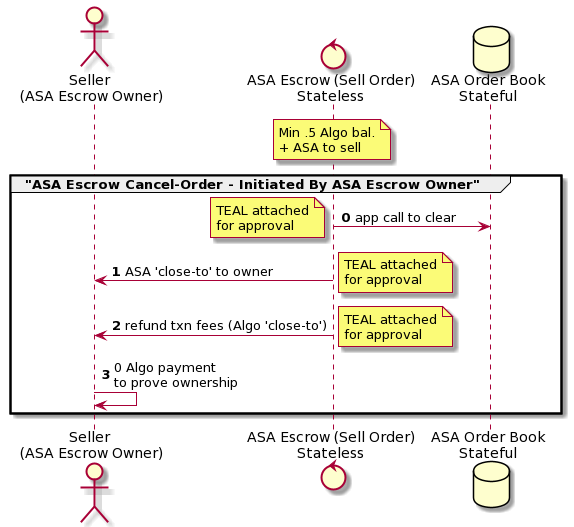 Seller
(ASA Escrow Owner)
ASA Escrow (Sell Order)
Stateless
ASA Order Book
Stateful
Min .5 Algo bal.
+ ASA to sell
"ASA Escrow Cancel-Order - Initiated By ASA Escrow Owner"
TEAL attached
for approval
0 app call to clear
1 ASA 'close-to' to owner
TEAL attached
for approval
2 refund txn fees (Algo 'close-to')
TEAL attached
for approval
3 0 Algo payment
to prove ownership
Seller
(ASA Escrow Owner)
ASA Escrow (Sell Order)
Stateless
ASA Order Book
Stateful